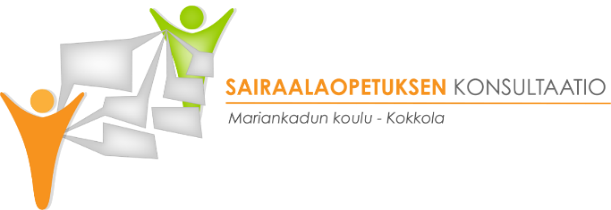 SAIRAALAOPETUKSEN KONSULTAATIO
Mariankadun koulu - Kokkola